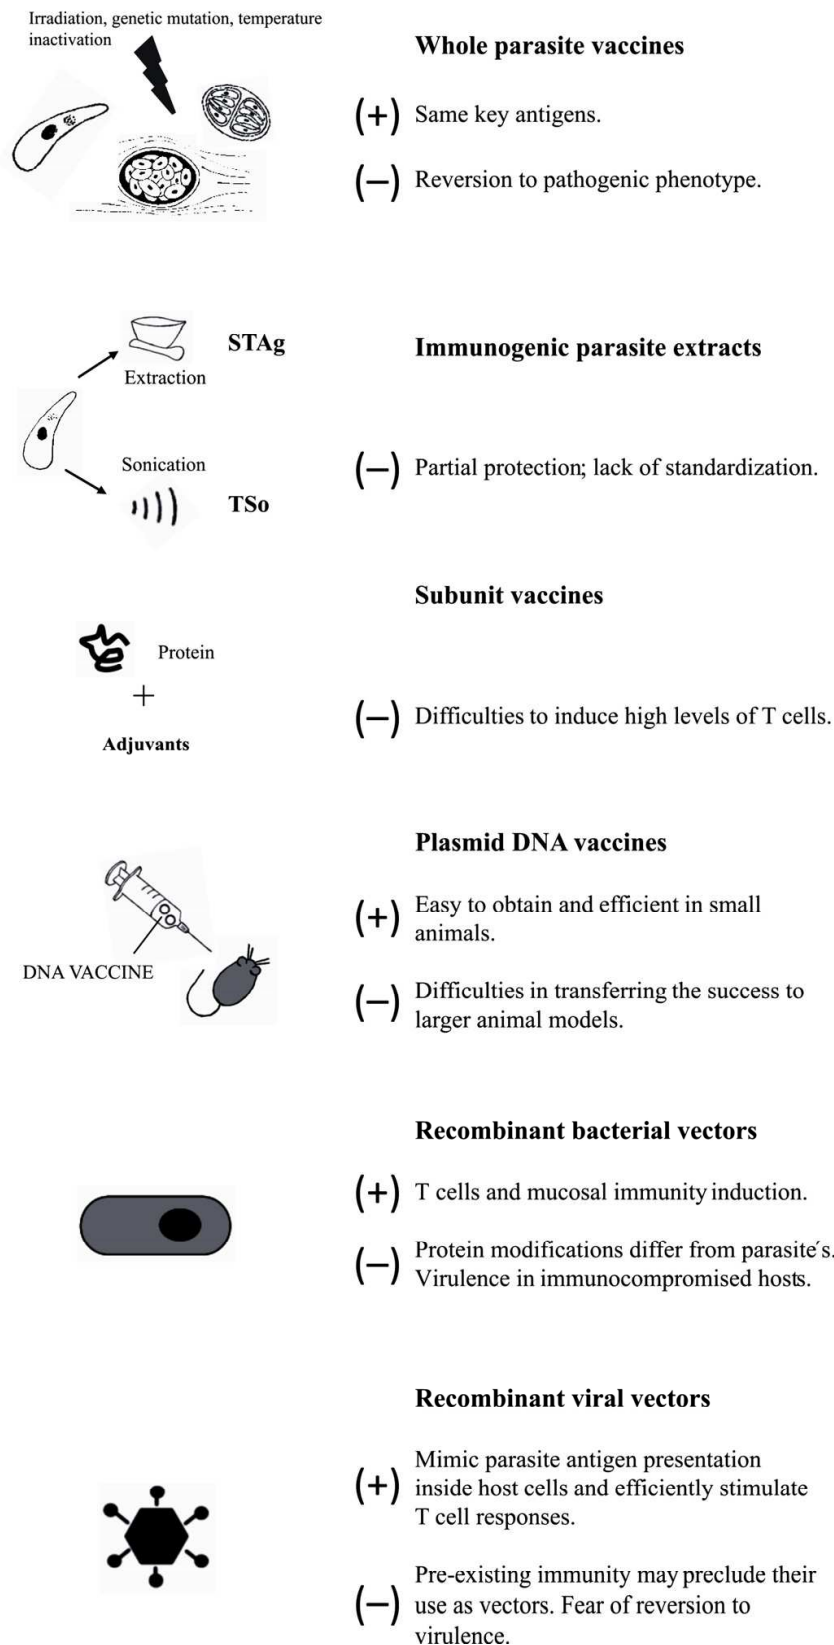 Irradiation, genetic mutation, temperature
inactivation
Whole parasite vaccines
(+) Same key antigens.
(−) Reversion to pathogenic phenotype.
STAg
Extraction
Immunogenic parasite extracts
Sonication
TSo
(−) Partial protection; lack of standardization.
Subunit vaccines
Protein
+
Adjuvants
(−) Difficulties to induce high levels of T cells.
Plasmid DNA vaccines
DNA VACCINE
(+) Easy to obtain and efficient in small
animals.
(−) Difficulties in transferring the success to
larger animal models.
Recombinant bacterial vectors
(+) T cells and mucosal immunity induction.
(−) Protein modifications differ from parasite´s.
Virulence in immunocompromised hosts.
Recombinant viral vectors
(+) Mimic parasite antigen presentation
inside host cells and efficiently stimulate
T cell responses.
(−) Pre-existing immunity may preclude their
use as vectors. Fear of reversion to
virulence.